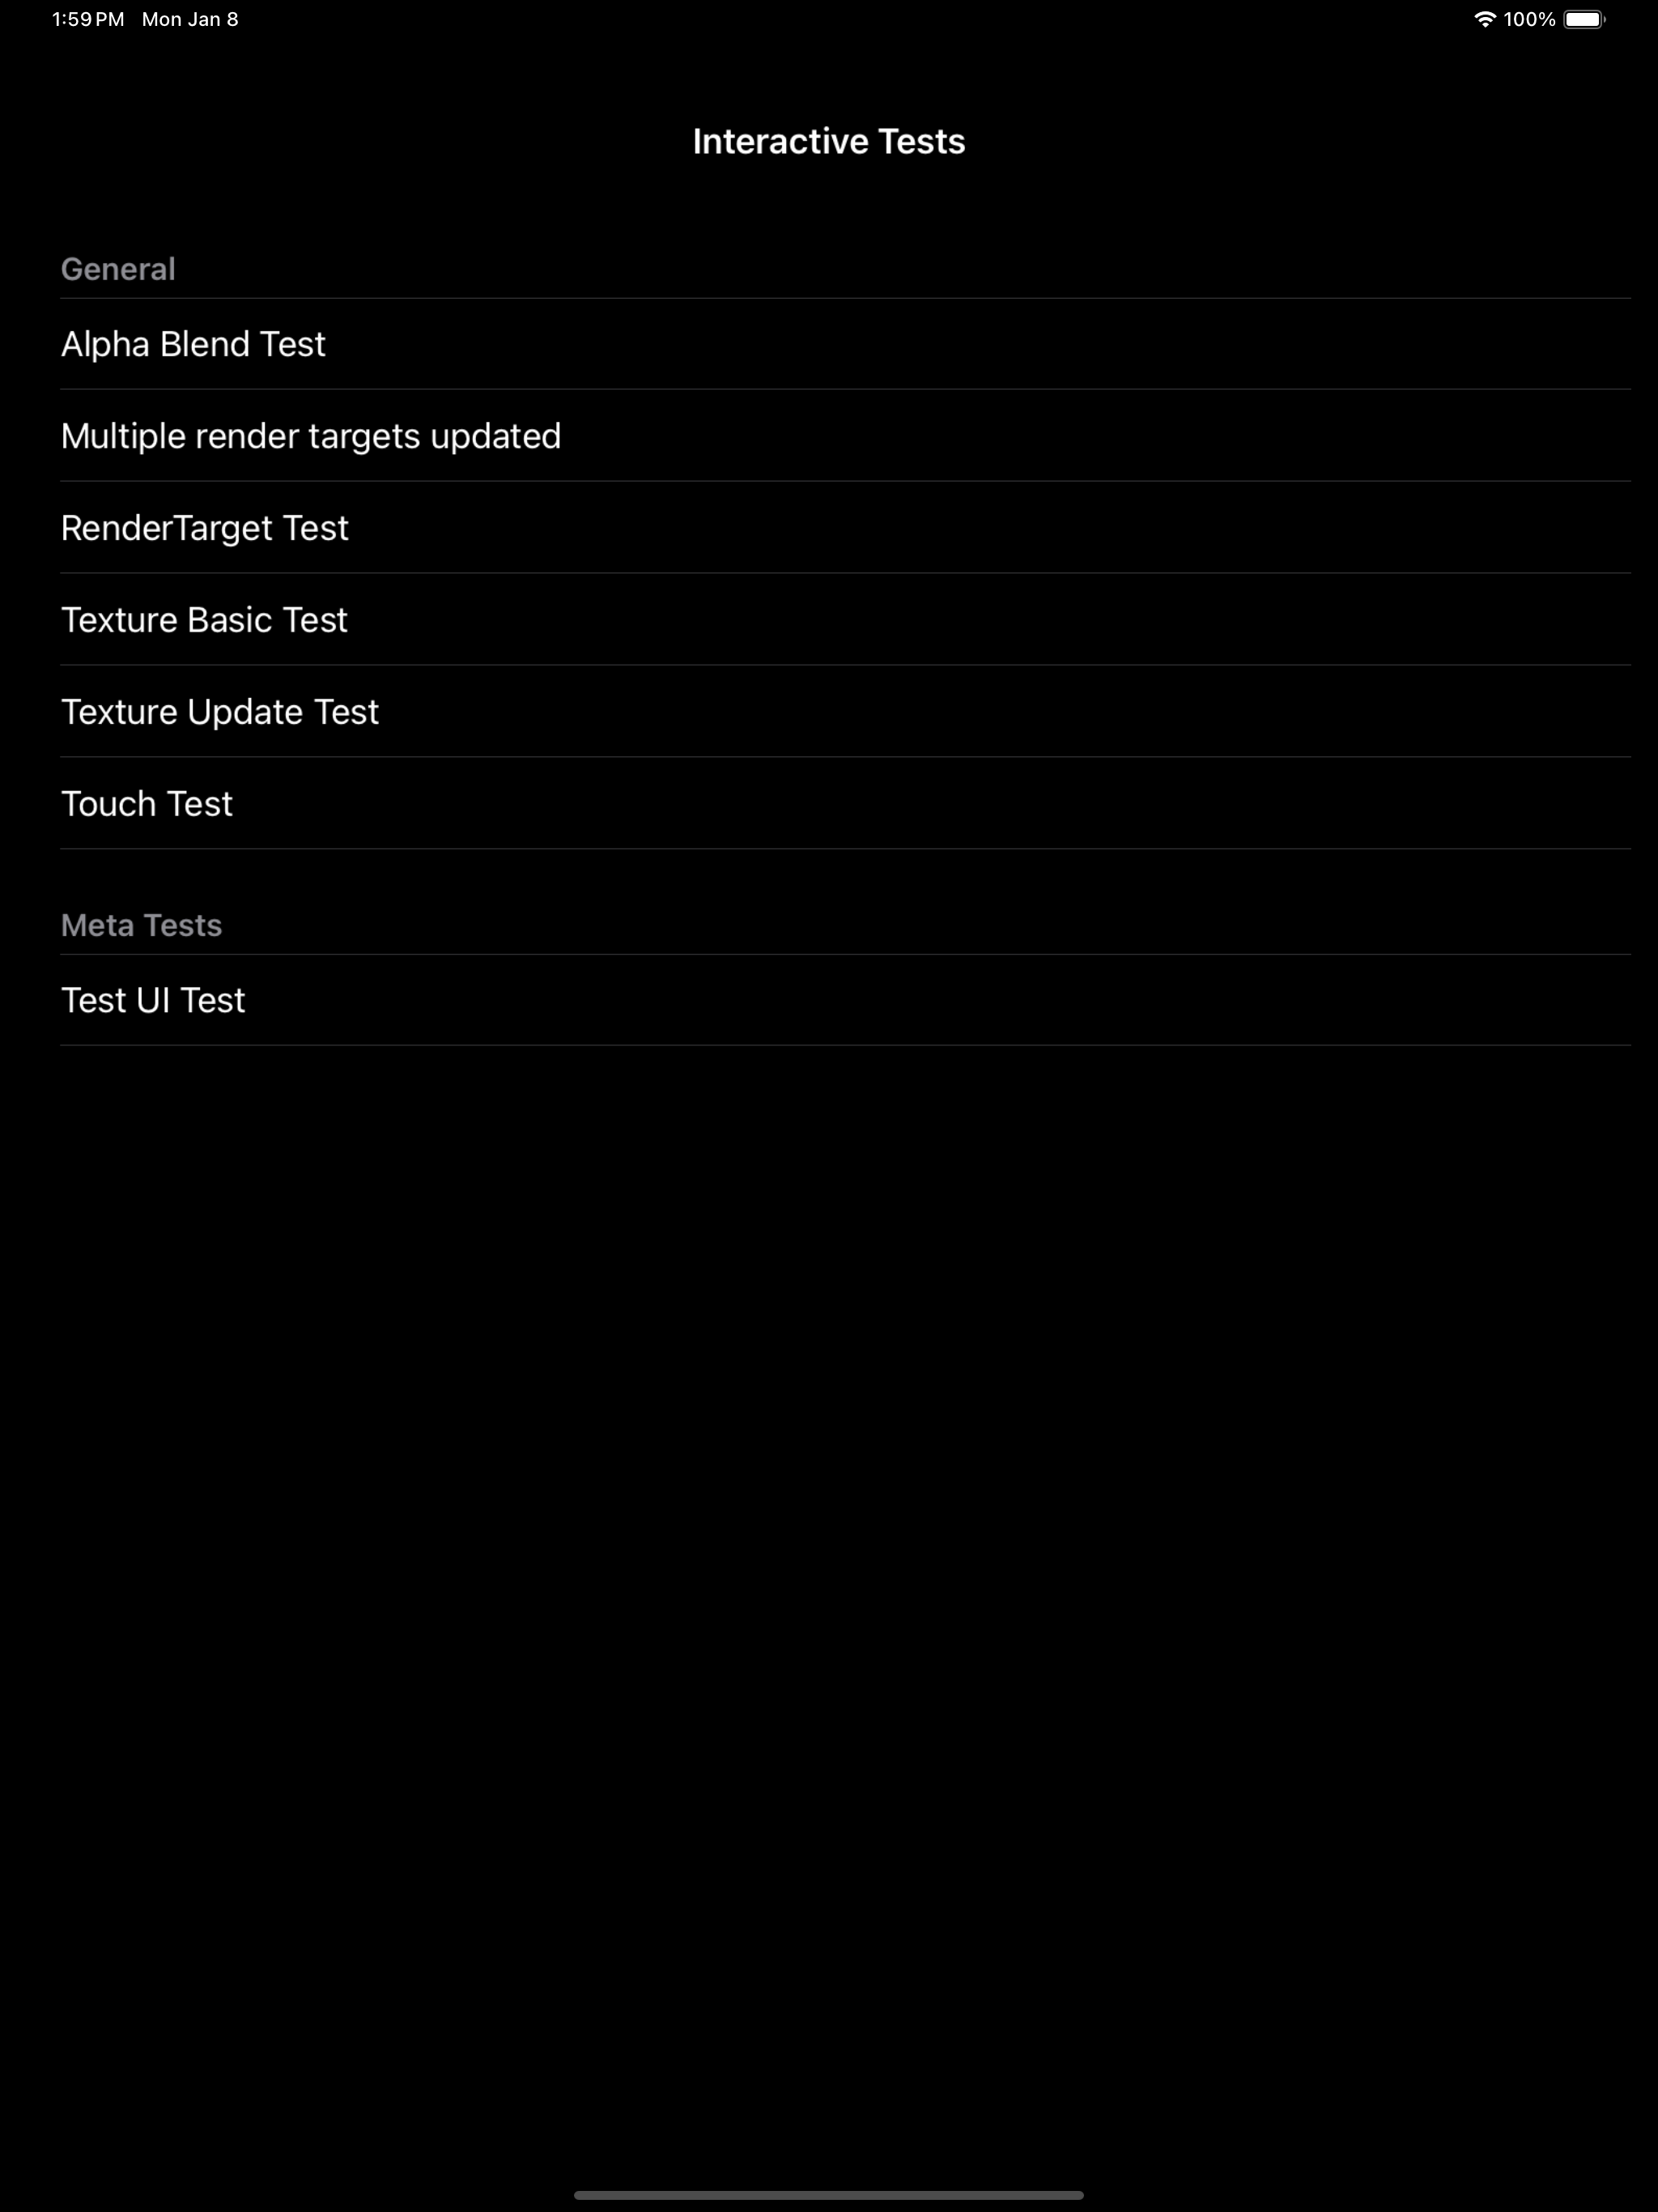 1:59 PM Mon Jan 8 100%
Interactive Tests
General
Alpha Blend Test
Multiple render targets updated
RenderTarget Test
Texture Basic Test
Texture Update Test
Touch Test
Meta Tests
Test UI Test